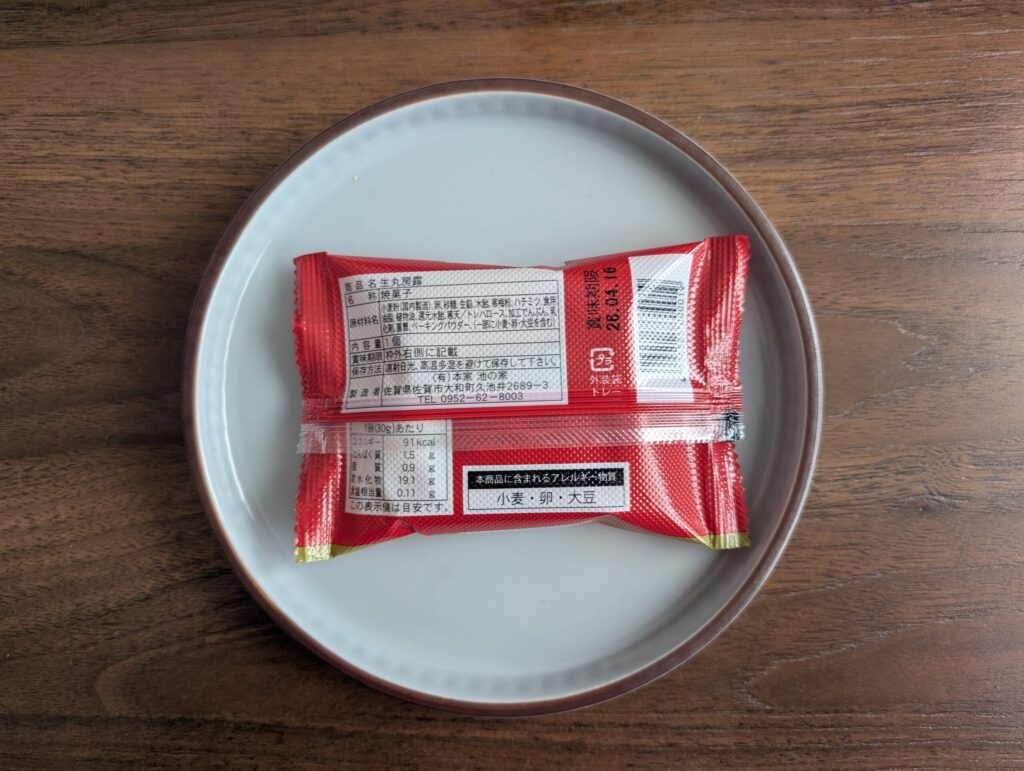 商品名 生丸房露
名 称 焼菓子
原材料名 小麦粉(国内製造)、卵、砂糖、生餡、水飴、寒梅粉、ハチミツ、食用
油脂、植物油、還元水飴、寒天/トレハロース、加工でんぷん、乳
化剤、重曹、ベーキングパウダー、(一部に小麦・卵・大豆を含む)
内容量 1個
賞味期限 枠外右側に記載
保存方法 直射日光、高温多湿を避けて保存して下さい。
製造者 (有)本家 池の家
佐賀県佐賀市大和町久池井2689-3
TEL 0952-62-8003
賞味期限
26.04.16
プラ
外装袋
トレー
1個(30g)あたり
エネルギー 91kcal
たんぱく質 1.5 g
脂質 0.9 g
炭水化物 19.1 g
食塩相当量 0.11 g
この表示値は目安です。
本商品に含まれるアレルギー物質
小麦・卵・大豆